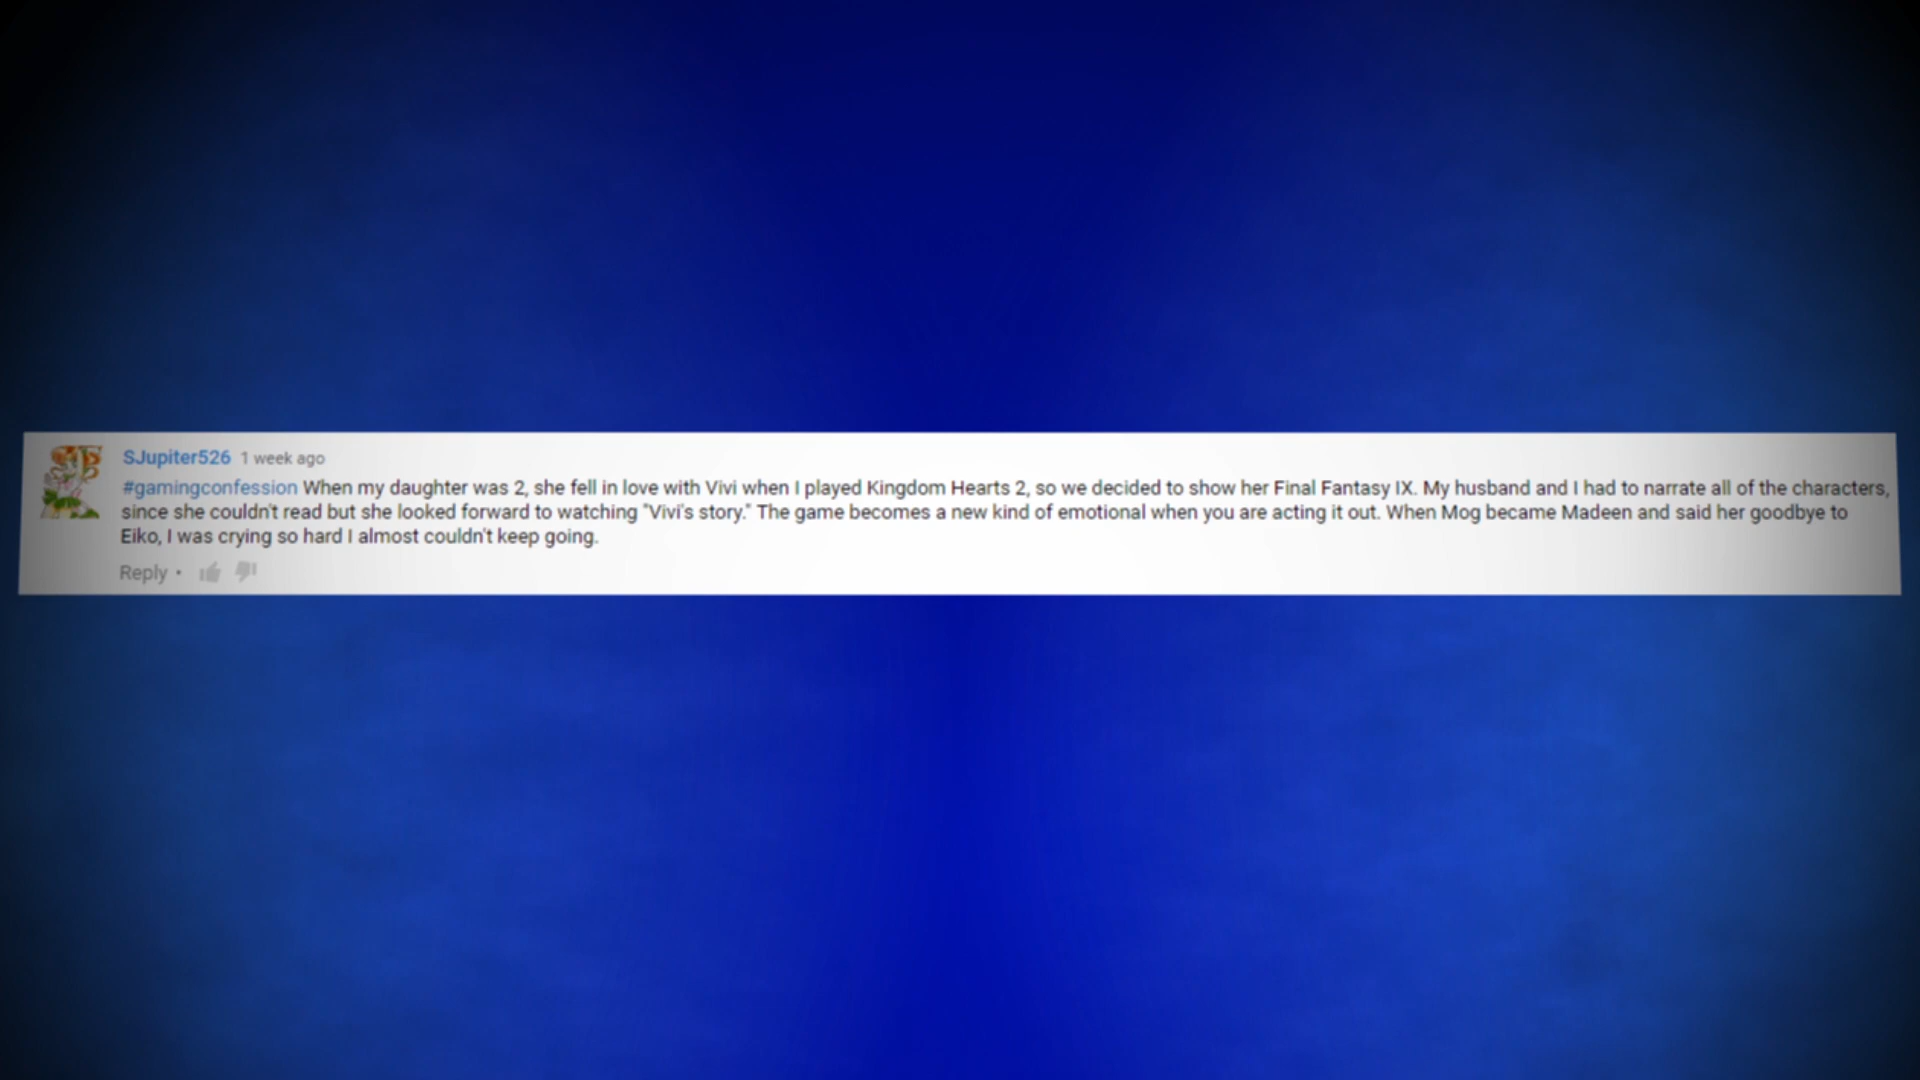 SJupiter526 1 week ago
#gamingconfession When my daughter was 2, she fell in love with Vivi when I played Kingdom Hearts 2, so we decided to show her Final Fantasy IX. My husband and I had to narrate all of the characters,
since she couldn't read but she looked forward to watching "Vivi's story." The game becomes a new kind of emotional when you are acting it out. When Mog became Madeen and said her goodbye to
Eiko, I was crying so hard I almost couldn't keep going.
Reply •